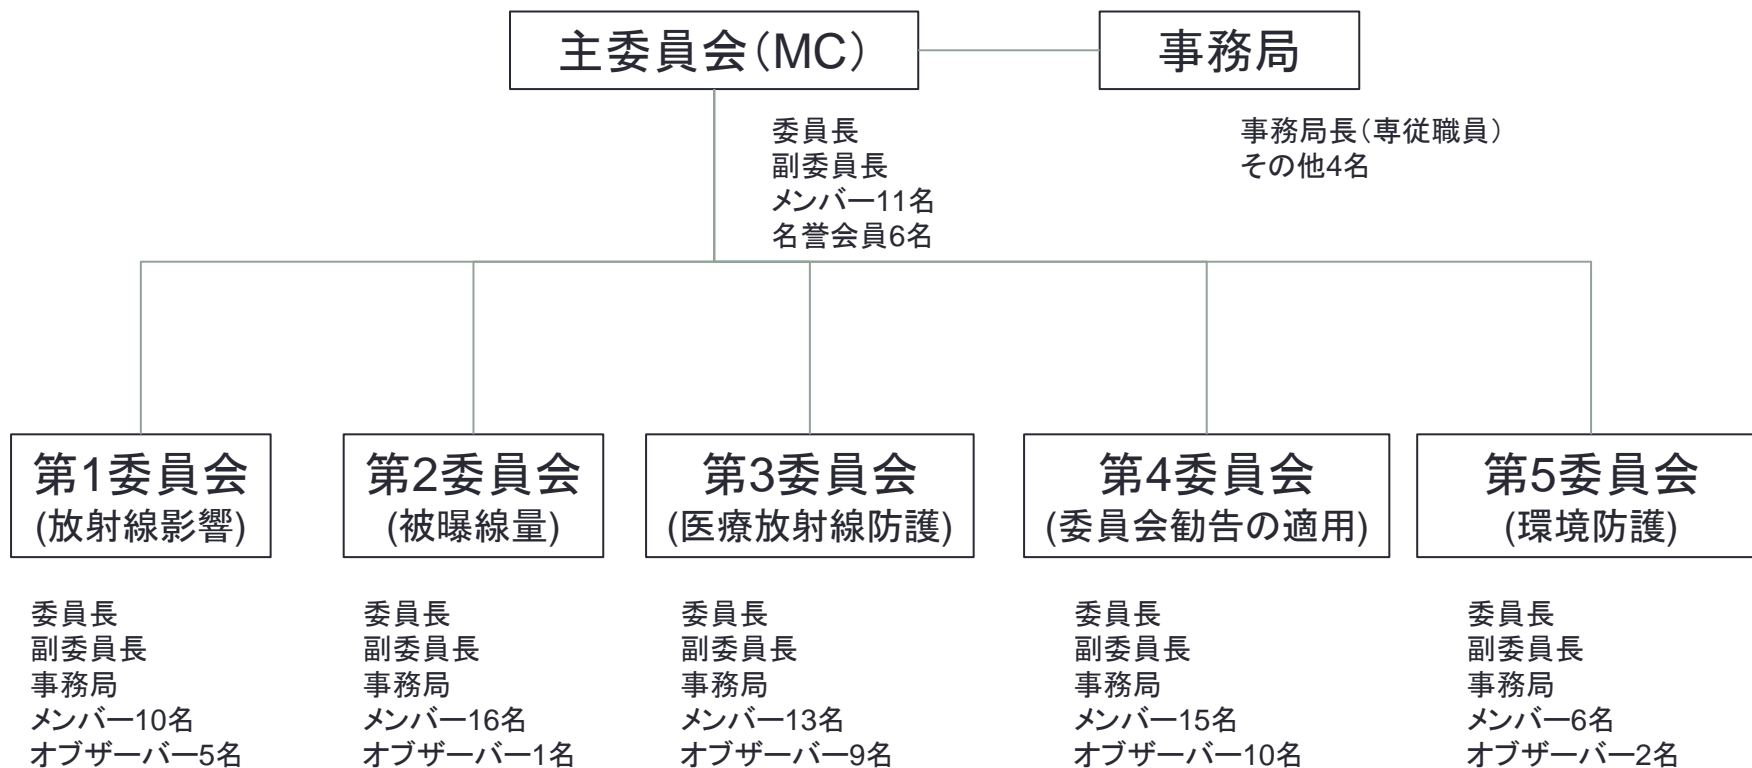 主委員会(MC)
事務局
委員長
副委員長
メンバー11名
名誉会員6名
事務局長(専従職員)
その他4名
第1委員会
(放射線影響)
第2委員会
(被曝線量)
第3委員会
(医療放射線防護)
第4委員会
(委員会勧告の適用)
第5委員会
(環境防護)
委員長
副委員長
事務局
メンバー10名
オブザーバー5名
委員長
副委員長
事務局
メンバー16名
オブザーバー1名
委員長
副委員長
事務局
メンバー13名
オブザーバー9名
委員長
副委員長
事務局
メンバー15名
オブザーバー10名
委員長
副委員長
事務局
メンバー6名
オブザーバー2名